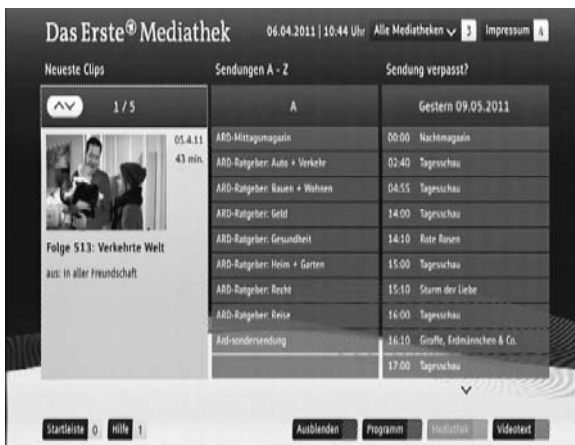 Das Erste Mediathek
06.04.2011 | 10:44 Uhr Alle Mediatheken 3 Impressum 4
Neueste Clips
1 / 5
05.4.11
43 min.
Folge 513: Verkehrte Welt
aus: In aller Freundschaft
Sendungen A - Z
A
ARD-Mittagsmagazin
ARD-Ratgeber: Auto + Verkehr
ARD-Ratgeber: Bauen + Wohnen
ARD-Ratgeber: Geld
ARD-Ratgeber: Gesundheit
ARD-Ratgeber: Heim + Garten
ARD-Ratgeber: Recht
ARD-Ratgeber: Reise
Ard-sondersendung
Sendung verpasst?
Gestern 09.05.2011
00:00 Nachtmagazin
02:40 Tagesschau
04:55 Tagesschau
14:00 Tagesschau
14:10 Rote Rosen
15:00 Tagesschau
15:10 Sturm der Liebe
16:00 Tagesschau
16:10 Giraffe, Erdmännchen & Co.
17:00 Tagesschau
Startleiste 0 Hilfe 1 Ausblenden Programm Mediathek Videotext